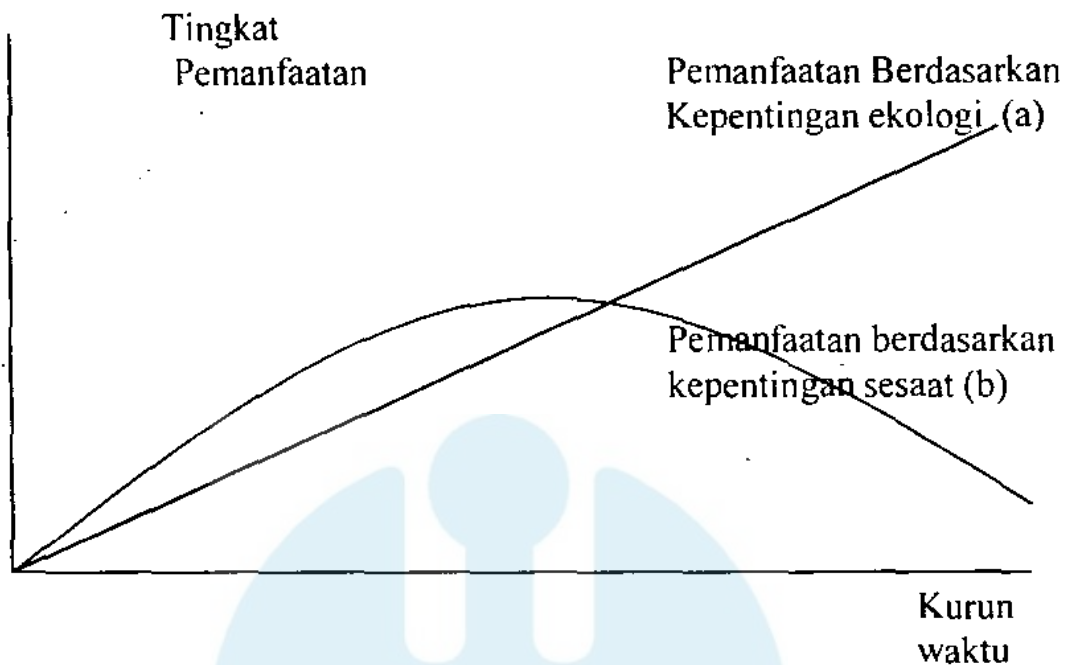 Tingkat
Pemanfaatan
Pemanfaatan Berdasarkan
Kepentingan ekologi (a)
Pemanfaatan berdasarkan
kepentingan sesaat (b)
Kurun
waktu